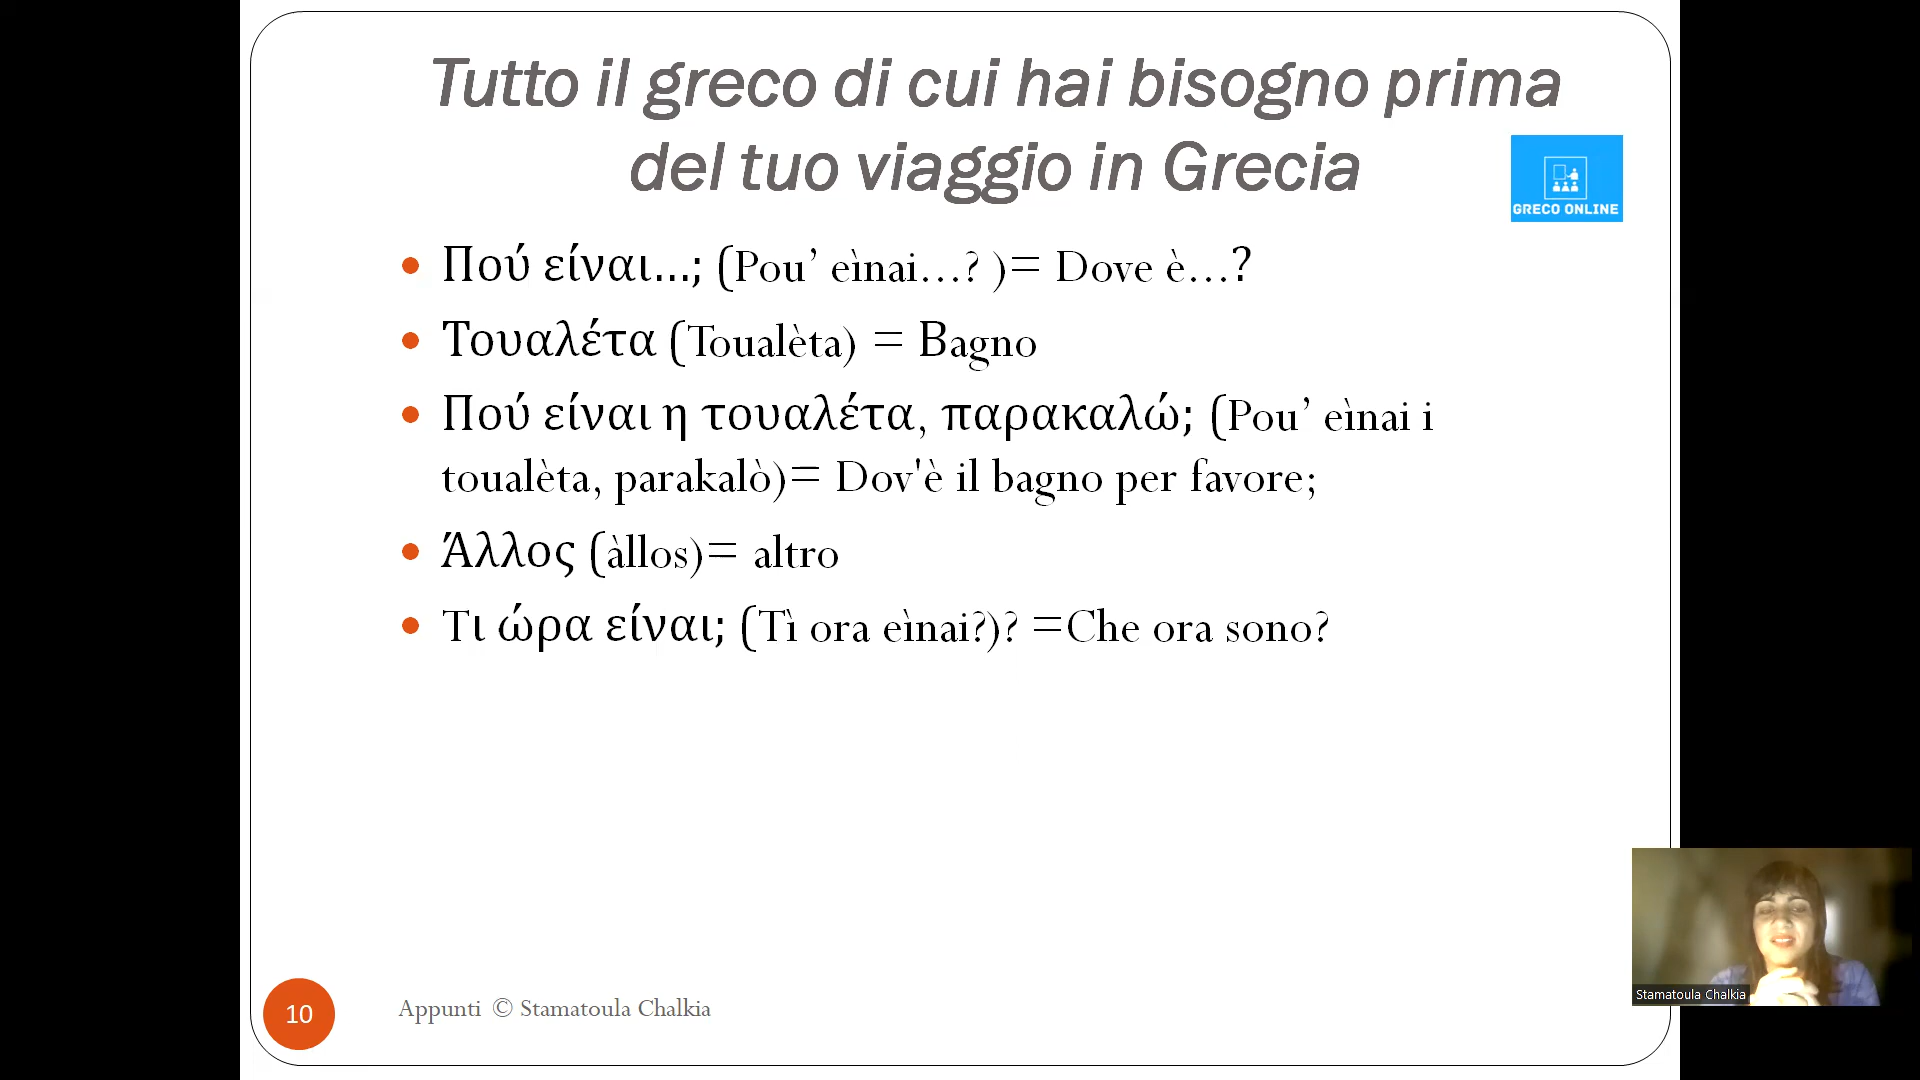 Tutto il greco di cui hai bisogno prima
del tuo viaggio in Grecia
GRECO ONLINE
• Πού είναι...; (Pou’ eìnai...? )= Dove è...?
• Τουαλέτα (Toualèta) = Bagno
• Πού είναι η τουαλέτα, παρακαλώ; (Pou’ eìnai i
toualèta, parakalò)= Dov'è il bagno per favore;
• Άλλος (àllos)= altro
• Τι ώρα είναι; (Tì ora eìnai?)? =Che ora sono?
10
Appunti © Stamatoula Chalkia
Stamatoula Chalkia